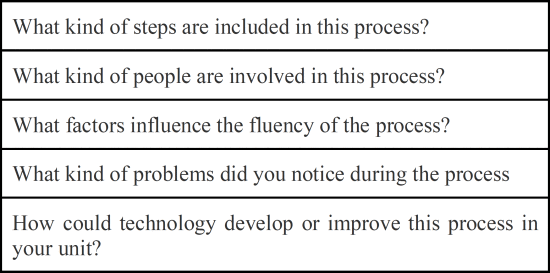 What kind of steps are included in this process?
What kind of people are involved in this process?
What factors influence the fluency of the process?
What kind of problems did you notice during the process
How could technology develop or improve this process in
your unit?